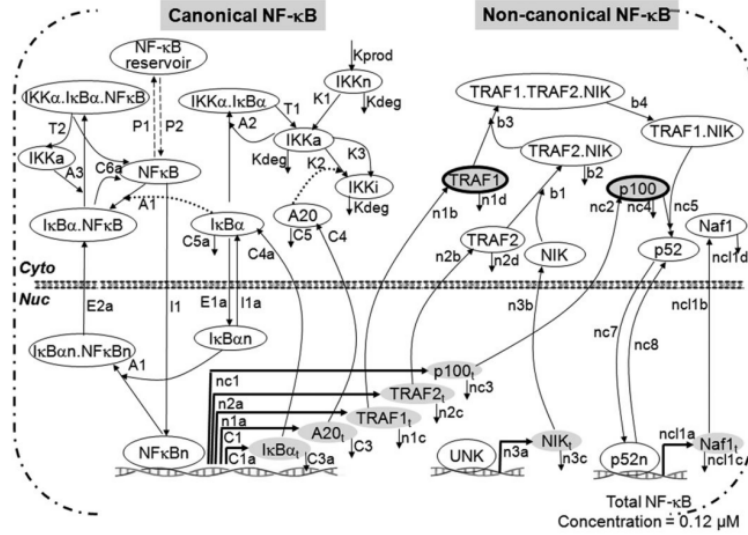 Canonical NF-κB
Non-canonical NF-κB
NF-κB
reservoir
Kprod
IKKn
Kdeg
IKKα.IκBα.NFκB
IKKα.IκBα
T1
K1
TRAF1.TRAF2.NIK
b4
b3
T2
P1
P2
A2
IKKa
K3
TRAF1.NIK
IKKa
C6a
NFκB
Kdeg
K2
TRAF2.NIK
A3
IKKi
TRAF1
b2
p100
A1
Kdeg
n1b
n1d
b1
nc2
nc4
nc5
IκBα.NFκB
IκBα
A20
Naf1
C5a
C4a
C5
C4
TRAF2
NIK
p52
Cyto
n2b
n2d
ncl1d
Nuc
E2a
I1
E1a
I1a
n3b
ncl1b
IκBαn
nc7
nc8
IκBαn.NFκBn
A1
nc1
p100t
nc3
n2a
TRAF2t
n2c
n1a
TRAF1t
n1c
C1
A20t
C3
NFκBn
C1a
IκBαt
C3a
UNK
n3a
NIKt
n3c
p52n
ncl1a
Naf1t
ncl1c
Total NF-κB
Concentration = 0.12 µM